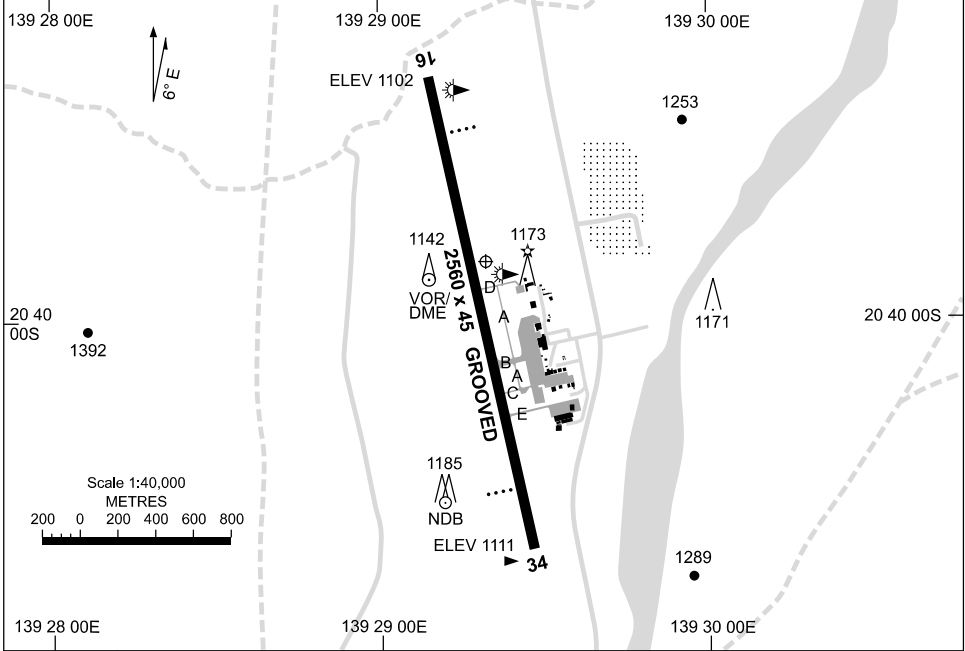 139 28 00E
139 29 00E
139 30 00E
6° E
16
ELEV 1102
1253
1142
1173
VOR/
DME
D
2560 x 45 GROOVED
A
1171
20 40
00S
20 40 00S
1392
B
A
C
E
1185
NDB
Scale 1:40,000
METRES
200 0 200 400 600 800
ELEV 1111
34
1289
139 28 00E
139 29 00E
139 30 00E